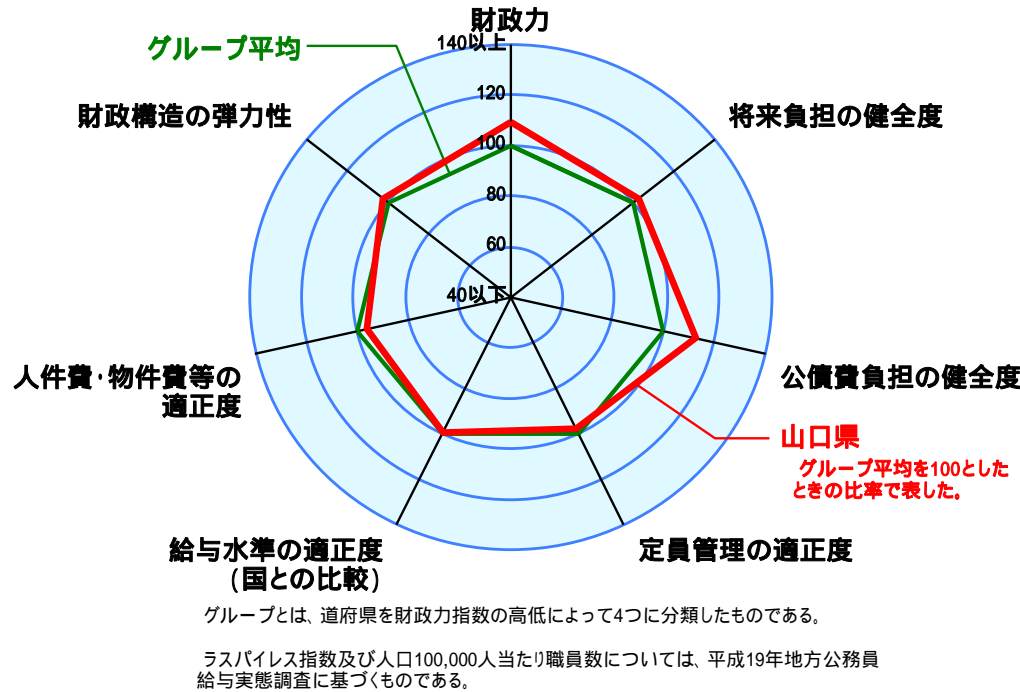 財政力
140以上
グループ平均
120
財政構造の弾力性
将来負担の健全度
100
80
60
40以下
人件費・物件費等の
適正度
公債費負担の健全度
山口県
グループ平均を100とした
ときの比率で表した。
給与水準の適正度
(国との比較)
定員管理の適正度
グループとは、道府県を財政力指数の高低によって4つに分類したものである。
ラスパイレス指数及び人口100,000人当たり職員数については、平成19年地方公務員
給与実態調査に基づくものである。